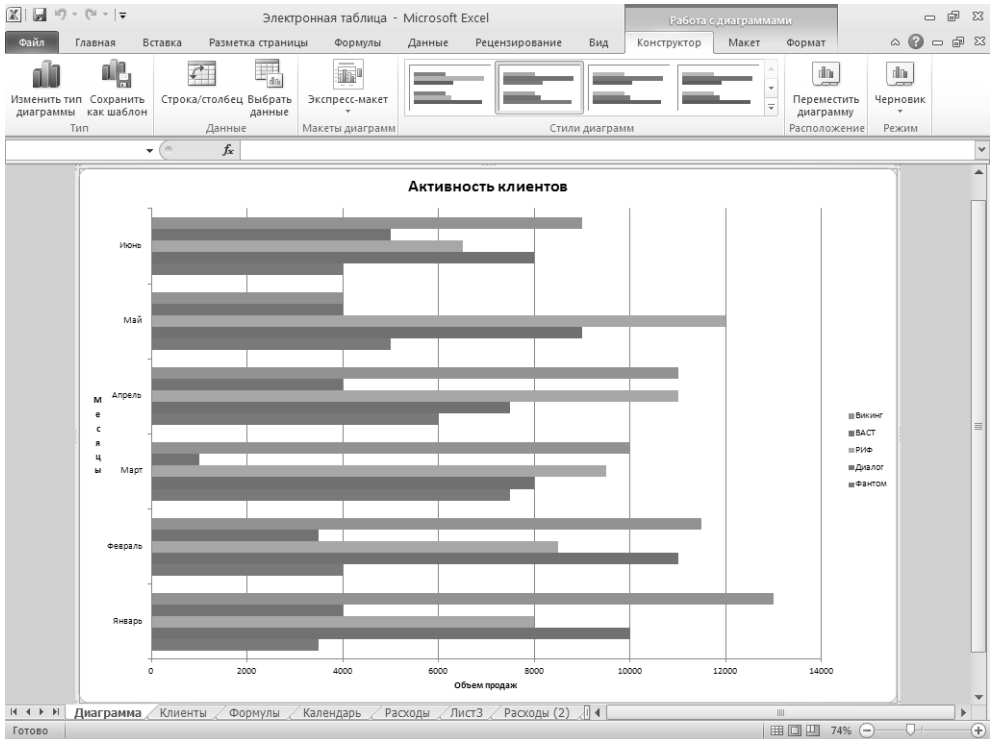 Электронная таблица - Microsoft Excel
Работа с диаграммами
Файл Главная Вставка Разметка страницы Формулы Данные Рецензирование Вид Конструктор Макет Формат
Изменить тип диаграммы
Сохранить как шаблон
Строка/столбец
Выбрать данные
Экспресс-макет
Переместить диаграмму
Черновик
Тип
Данные
Макеты диаграмм
Стили диаграмм
Расположение
Режим
fx
Активность клиентов
Июнь
Май
Апрель
Март
Февраль
Январь
Месяцы
Викинг
ВАСТ
РИФ
Диалог
Фантом
0 2000 4000 6000 8000 10000 12000 14000
Объем продаж
Диаграмма Клиенты Формулы Календарь Расходы Лист3 Расходы (2)
Готово
74%